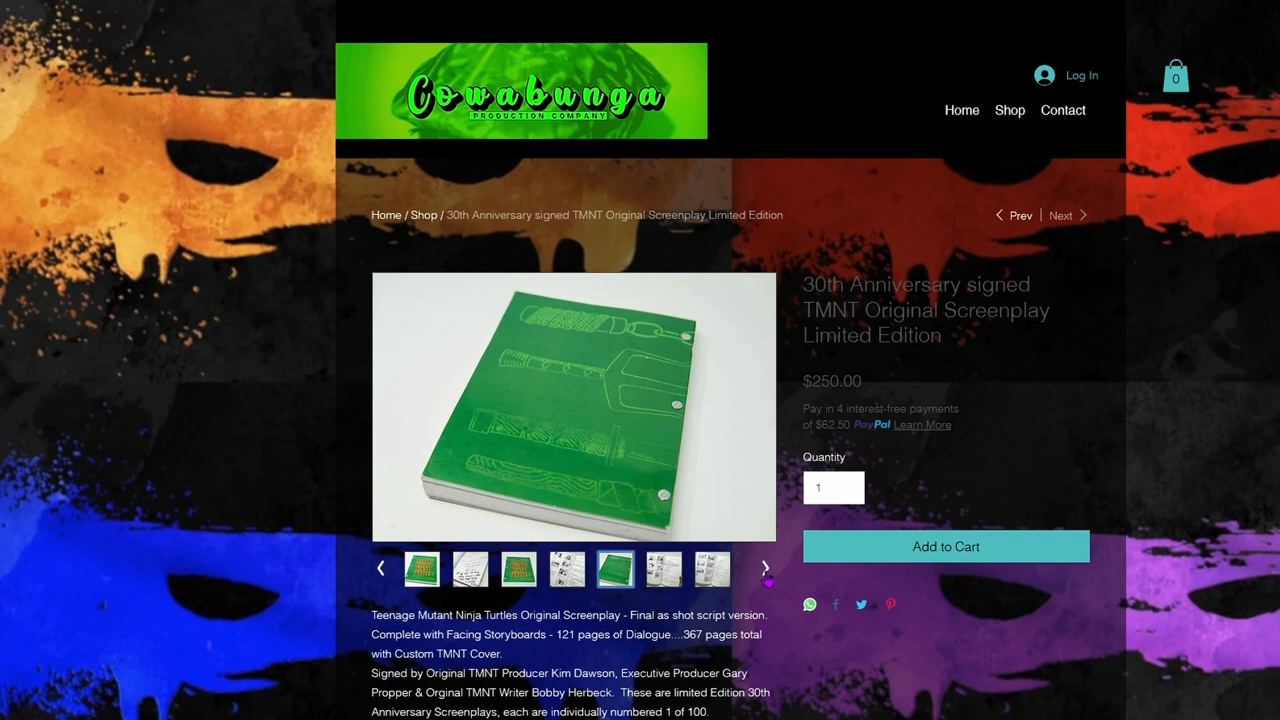 Cowabunga
PRODUCTION COMPANY
Log In
0
Home Shop Contact
Home / Shop / 30th Anniversary signed TMNT Original Screenplay Limited Edition
Prev | Next
30th Anniversary signed
TMNT Original Screenplay
Limited Edition
$250.00
Pay in 4 interest-free payments
of $62.50 PayPal Learn More
Quantity
1
Add to Cart
Teenage Mutant Ninja Turtles Original Screenplay - Final as shot script version.
Complete with Facing Storyboards - 121 pages of Dialogue....367 pages total
with Custom TMNT Cover.
Signed by Original TMNT Producer Kim Dawson, Executive Producer Gary
Propper & Orginal TMNT Writer Bobby Herbeck. These are limited Edition 30th
Anniversary Screenplays, each are individually numbered 1 of 100.